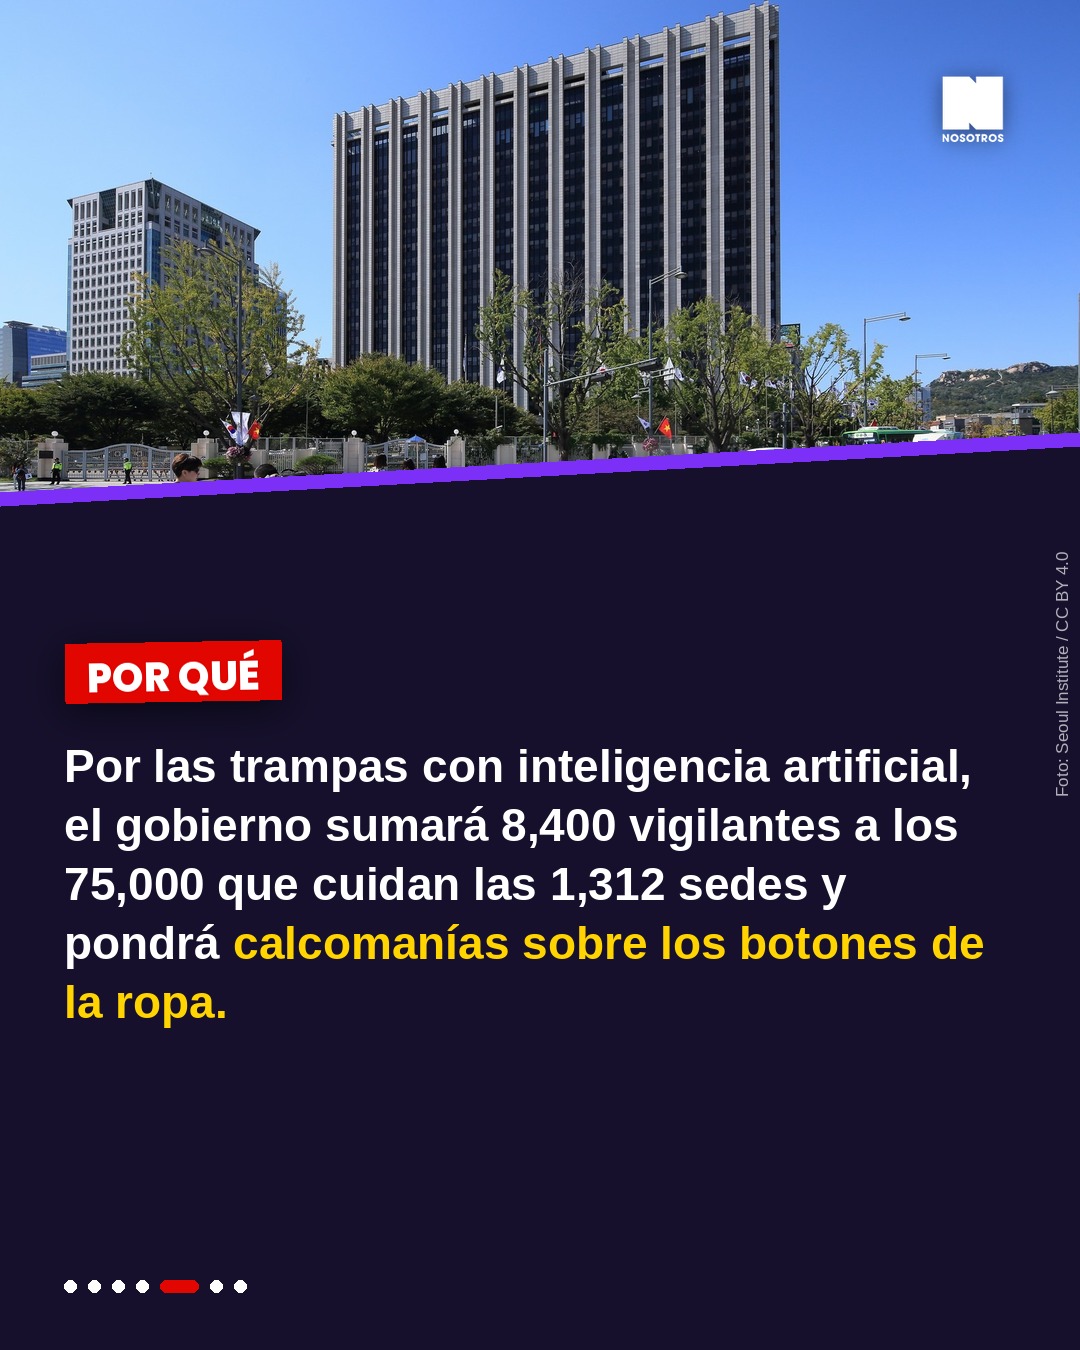 NOSOTROS
POR QUÉ
Por las trampas con inteligencia artificial,
el gobierno sumará 8,400 vigilantes a los
75,000 que cuidan las 1,312 sedes y
pondrá calcomanías sobre los botones de
la ropa.
Foto: Seoul Institute / CC BY 4.0